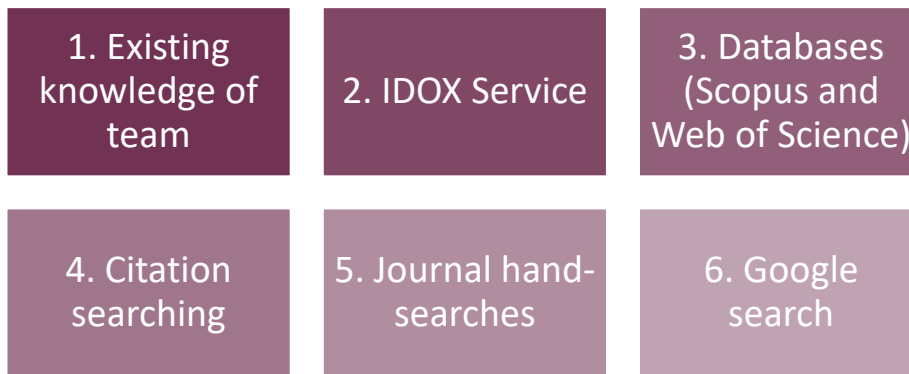 1. Existing
knowledge of
team
2. IDOX Service
3. Databases
(Scopus and
Web of Science)
4. Citation
searching
5. Journal hand-
searches
6. Google
search